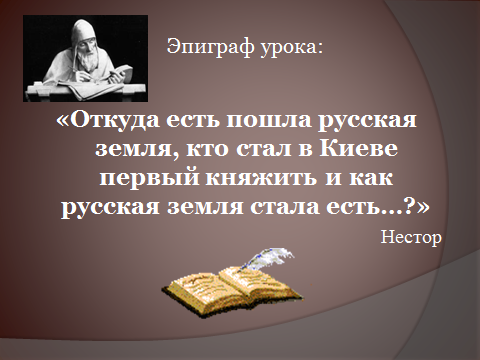 Эпиграф урока:
«Откуда есть пошла русская
земля, кто стал в Киеве
первый княжить и как
русская земля стала есть…?»
Нестор